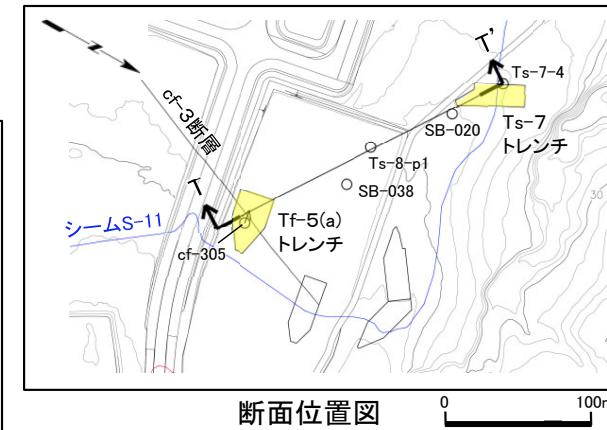 N
T'
Ts-7-4
cf-3断層
SB-020
Ts-7
トレンチ
Ts-8-p1
T
SB-038
30
シームS-11
Tf-5(a)
トレンチ
cf-305
断面位置図
0 100m